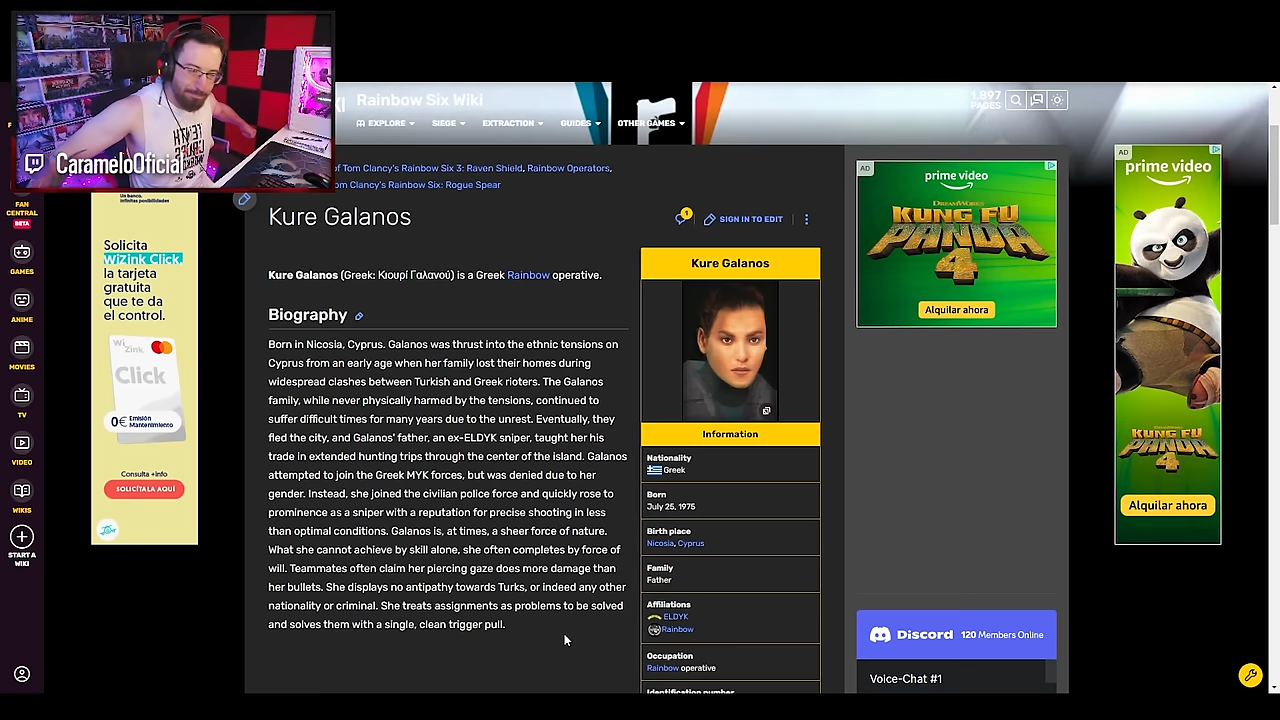 CarameloOficial
Rainbow Six Wiki
1,897
PAGES
EXPLORE
SIEGE
EXTRACTION
GUIDES
OTHER GAMES
of Tom Clancy's Rainbow Six 3: Raven Shield, Rainbow Operators,
Tom Clancy's Rainbow Six: Rogue Spear
Kure Galanos
1
SIGN IN TO EDIT
Kure Galanos (Greek: Κιουρί Γαλανού) is a Greek Rainbow operative.
Biography
Born in Nicosia, Cyprus. Galanos was thrust into the ethnic tensions on
Cyprus from an early age when her family lost their homes during
widespread clashes between Turkish and Greek rioters. The Galanos
family, while never physically harmed by the tensions, continued to
suffer difficult times for many years due to the unrest. Eventually, they
fled the city, and Galanos' father, an ex-ELDYK sniper, taught her his
trade in extended hunting trips through the center of the island. Galanos
attempted to join the Greek MYK forces, but was denied due to her
gender. Instead, she joined the civilian police force and quickly rose to
prominence as a sniper with a reputation for precise shooting in less
than optimal conditions. Galanos is, at times, a sheer force of nature.
What she cannot achieve by skill alone, she often completes by force of
will. Teammates often claim her piercing gaze does more damage than
her bullets. She displays no antipathy towards Turks, or indeed any other
nationality or criminal. She treats assignments as problems to be solved
and solves them with a single, clean trigger pull.
Kure Galanos
Information
Nationality
Greek
Born
July 25, 1975
Birth place
Nicosia, Cyprus
Family
Father
Affiliations
ELDYK
Rainbow
Occupation
Rainbow operative
Identification number
FAN
CENTRAL
BETA
GAMES
ANIME
MOVIES
TV
VIDEO
WIKIS
START A
WIKI
Un banco,
infinitas posibilidades
Solicita
WiZink Click,
la tarjeta
gratuita
que te da
el control.
Wi
Zink
Click
0€ Emisión
Mantenimiento
Consulta +info
SOLICÍTALA AQUÍ
AD
prime video
DREAMWORKS
KUNG FU
PANDA
4
Alquilar ahora
Discord 120 Members Online
Voice-Chat #1
AD
prime video
KUNG FU
PANDA
4
Alquilar ahora